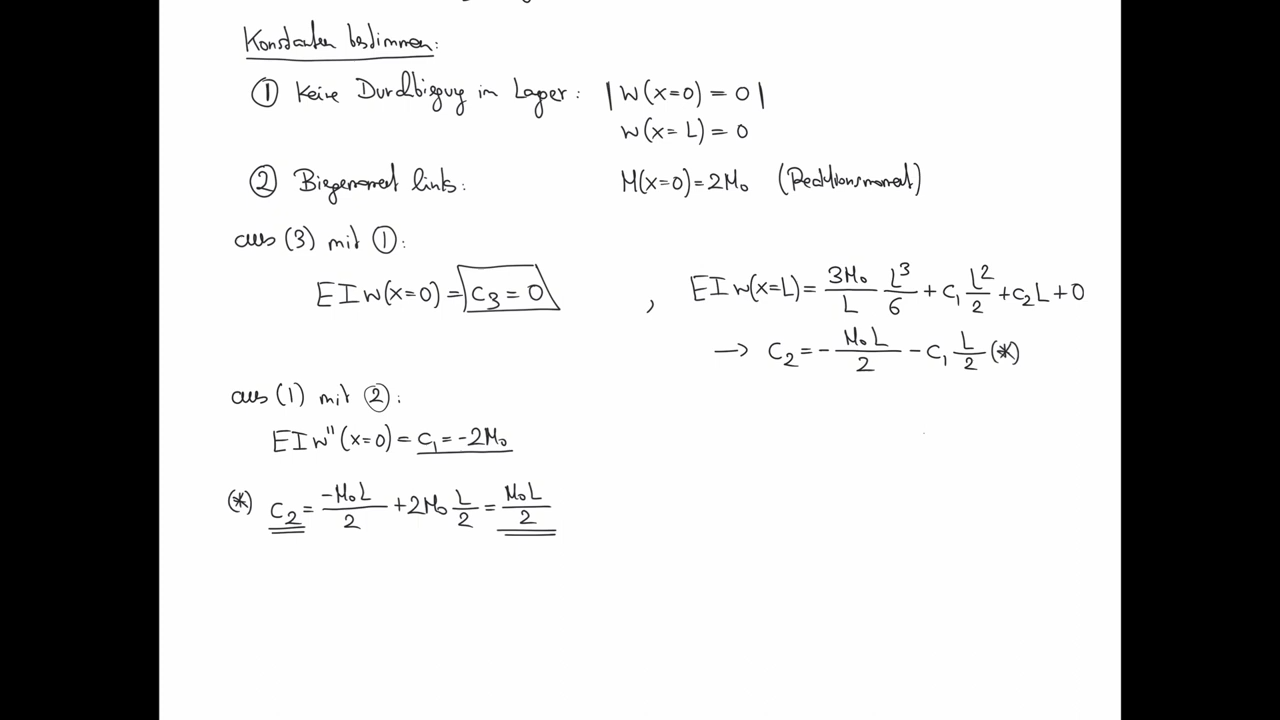 Konstanten bestimmen:
① Keine Durchbiegung im Lager: |w(x=0) = 0|
w(x=L) = 0
② Biegemoment links: M(x=0) = 2M₀ (Reaktionsmoment)
aus (3) mit ①:
EIw(x=0) = C₃ = 0 , EIw(x=L) = 3M₀/L L³/6 + C₁ L²/2 + C₂L + 0
→ C₂ = - M₀L/2 - C₁ L/2 (*)
aus (1) mit ②:
EIw''(x=0) = C₁ = -2M₀
(*) C₂ = -M₀L/2 + 2M₀ L/2 = M₀L/2